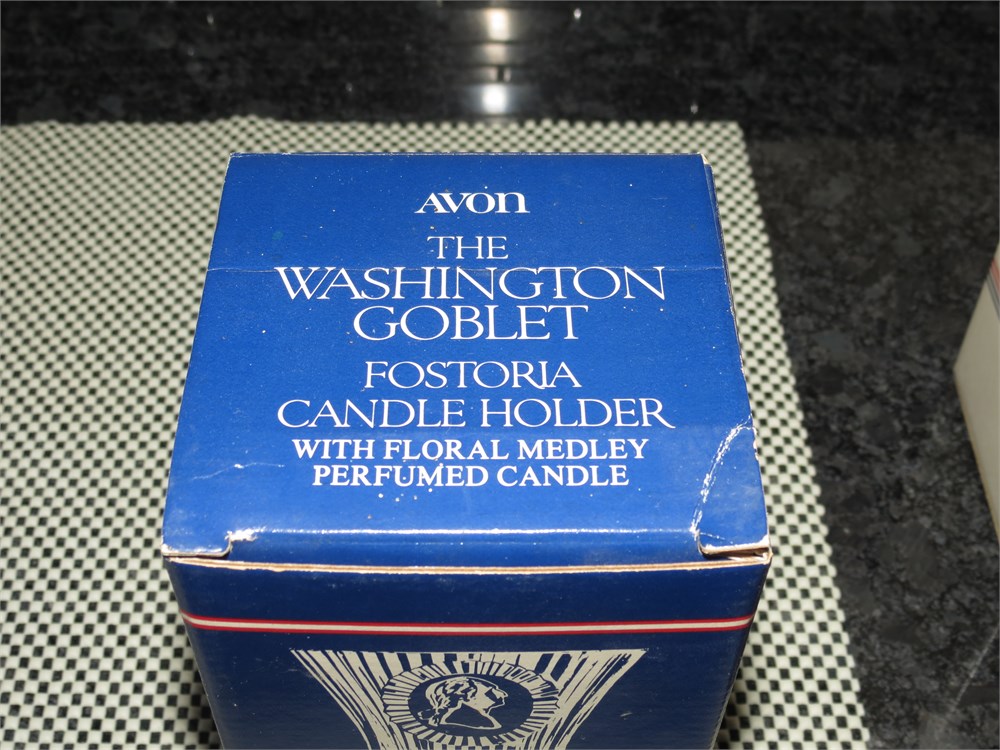 AVON
THE
WASHINGTON
GOBLET
FOSTORIA
CANDLE HOLDER
WITH FLORAL MEDLEY
PERFUMED CANDLE